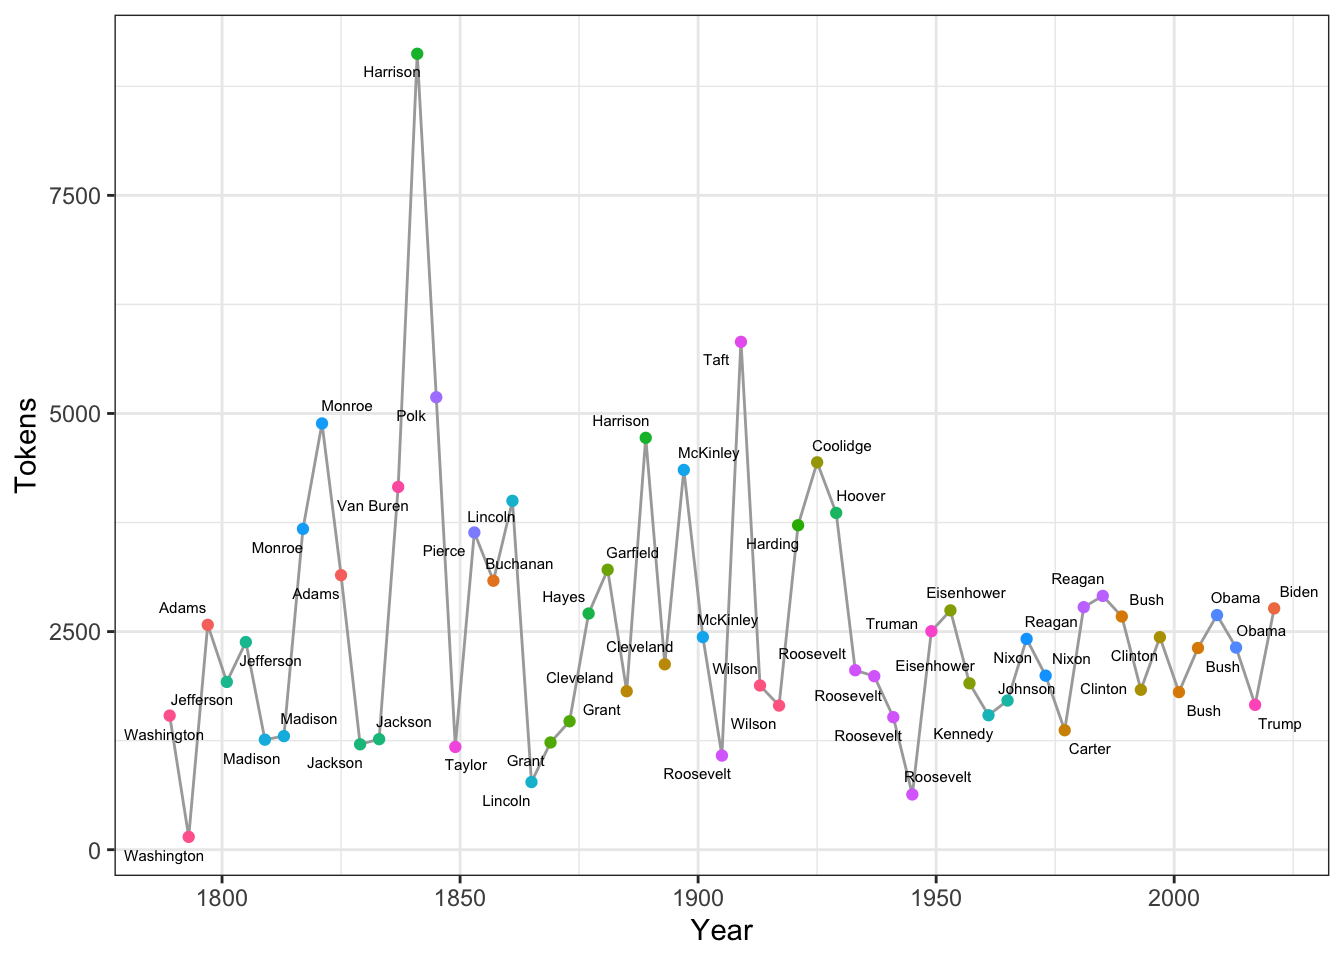 Harrison
7500
Taft
5000
Monroe
Polk
Harrison
McKinley
Coolidge
Van Buren
Hoover
Lincoln
Monroe
Pierce
Harding
Buchanan
Garfield
Adams
Hayes
Reagan
Eisenhower
Biden
Adams
Bush
Obama
2500
McKinley
Truman
Reagan
Obama
Cleveland
Roosevelt
Jefferson
Wilson
Eisenhower
Nixon
Nixon
Clinton
Bush
Cleveland
Jefferson
Roosevelt
Johnson
Clinton
Madison
Jackson
Grant
Wilson
Bush
Trump
Washington
Roosevelt
Kennedy
Madison
Jackson
Taylor
Grant
Roosevelt
Roosevelt
Carter
Lincoln
0
Washington
1800
1850
1900
1950
2000
Year
Tokens